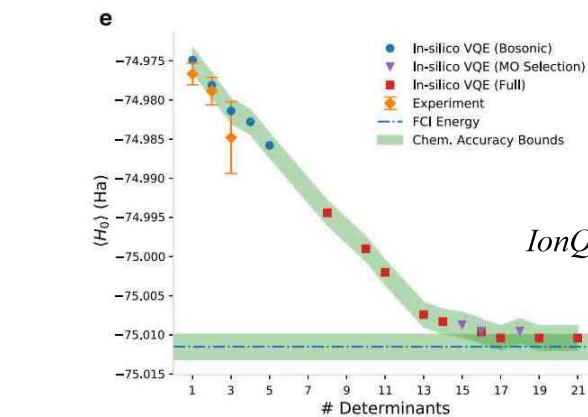 e
In-silico VQE (Bosonic)
In-silico VQE (MO Selection)
In-silico VQE (Full)
Experiment
FCI Energy
Chem. Accuracy Bounds
−74.975
−74.980
−74.985
−74.990
−74.995
−75.000
−75.005
−75.010
−75.015
⟨H₀⟩ (Ha)
IonQ
1 3 5 7 9 11 13 15 17 19 21
# Determinants